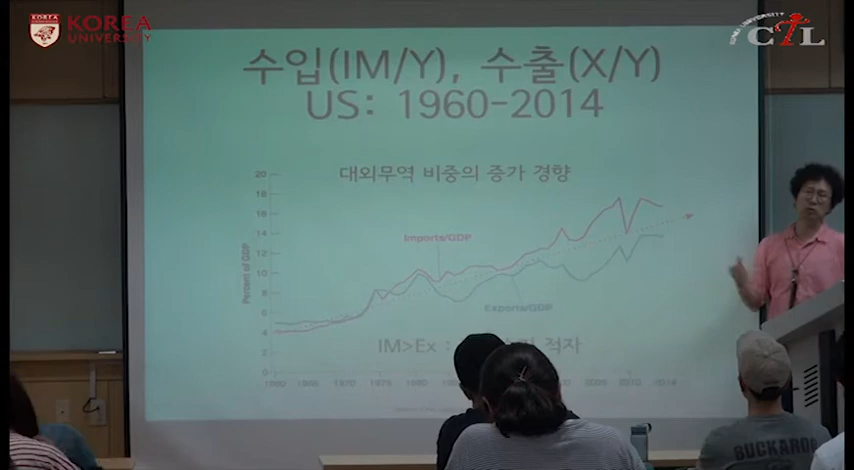 KOREA
UNIVERSITY
CTL
수입(IM/Y), 수출(X/Y)
US: 1960-2014
대외무역 비중의 증가 경향
20
18
16
14
12
10
8
6
4
2
0
Percent of GDP
Imports/GDP
Exports/GDP
IM>Ex : 적자
1960 1965 1970 1975 1980 2005 2010 2014
BUCKAROO